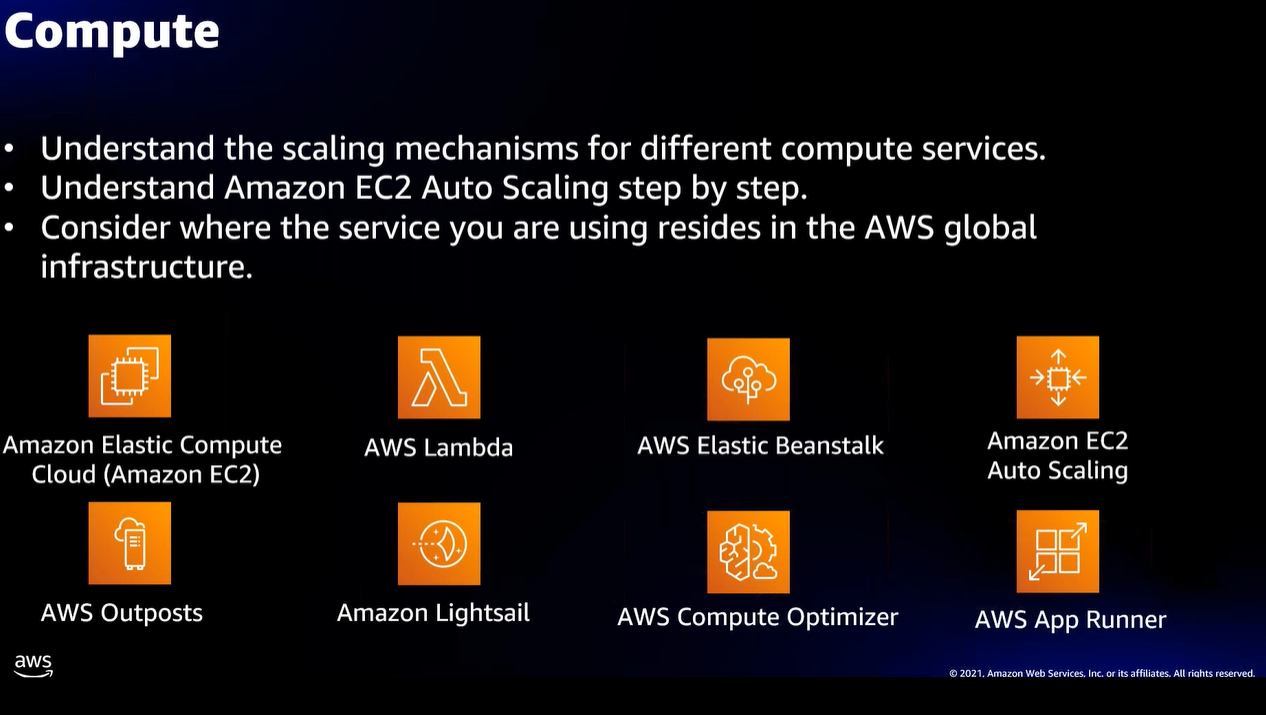 Compute
• Understand the scaling mechanisms for different compute services.
• Understand Amazon EC2 Auto Scaling step by step.
• Consider where the service you are using resides in the AWS global
infrastructure.
Amazon Elastic Compute
Cloud (Amazon EC2)
AWS Lambda
AWS Elastic Beanstalk
Amazon EC2
Auto Scaling
AWS Outposts
Amazon Lightsail
AWS Compute Optimizer
AWS App Runner
aws
© 2021, Amazon Web Services, Inc. or its affiliates. All rights reserved.